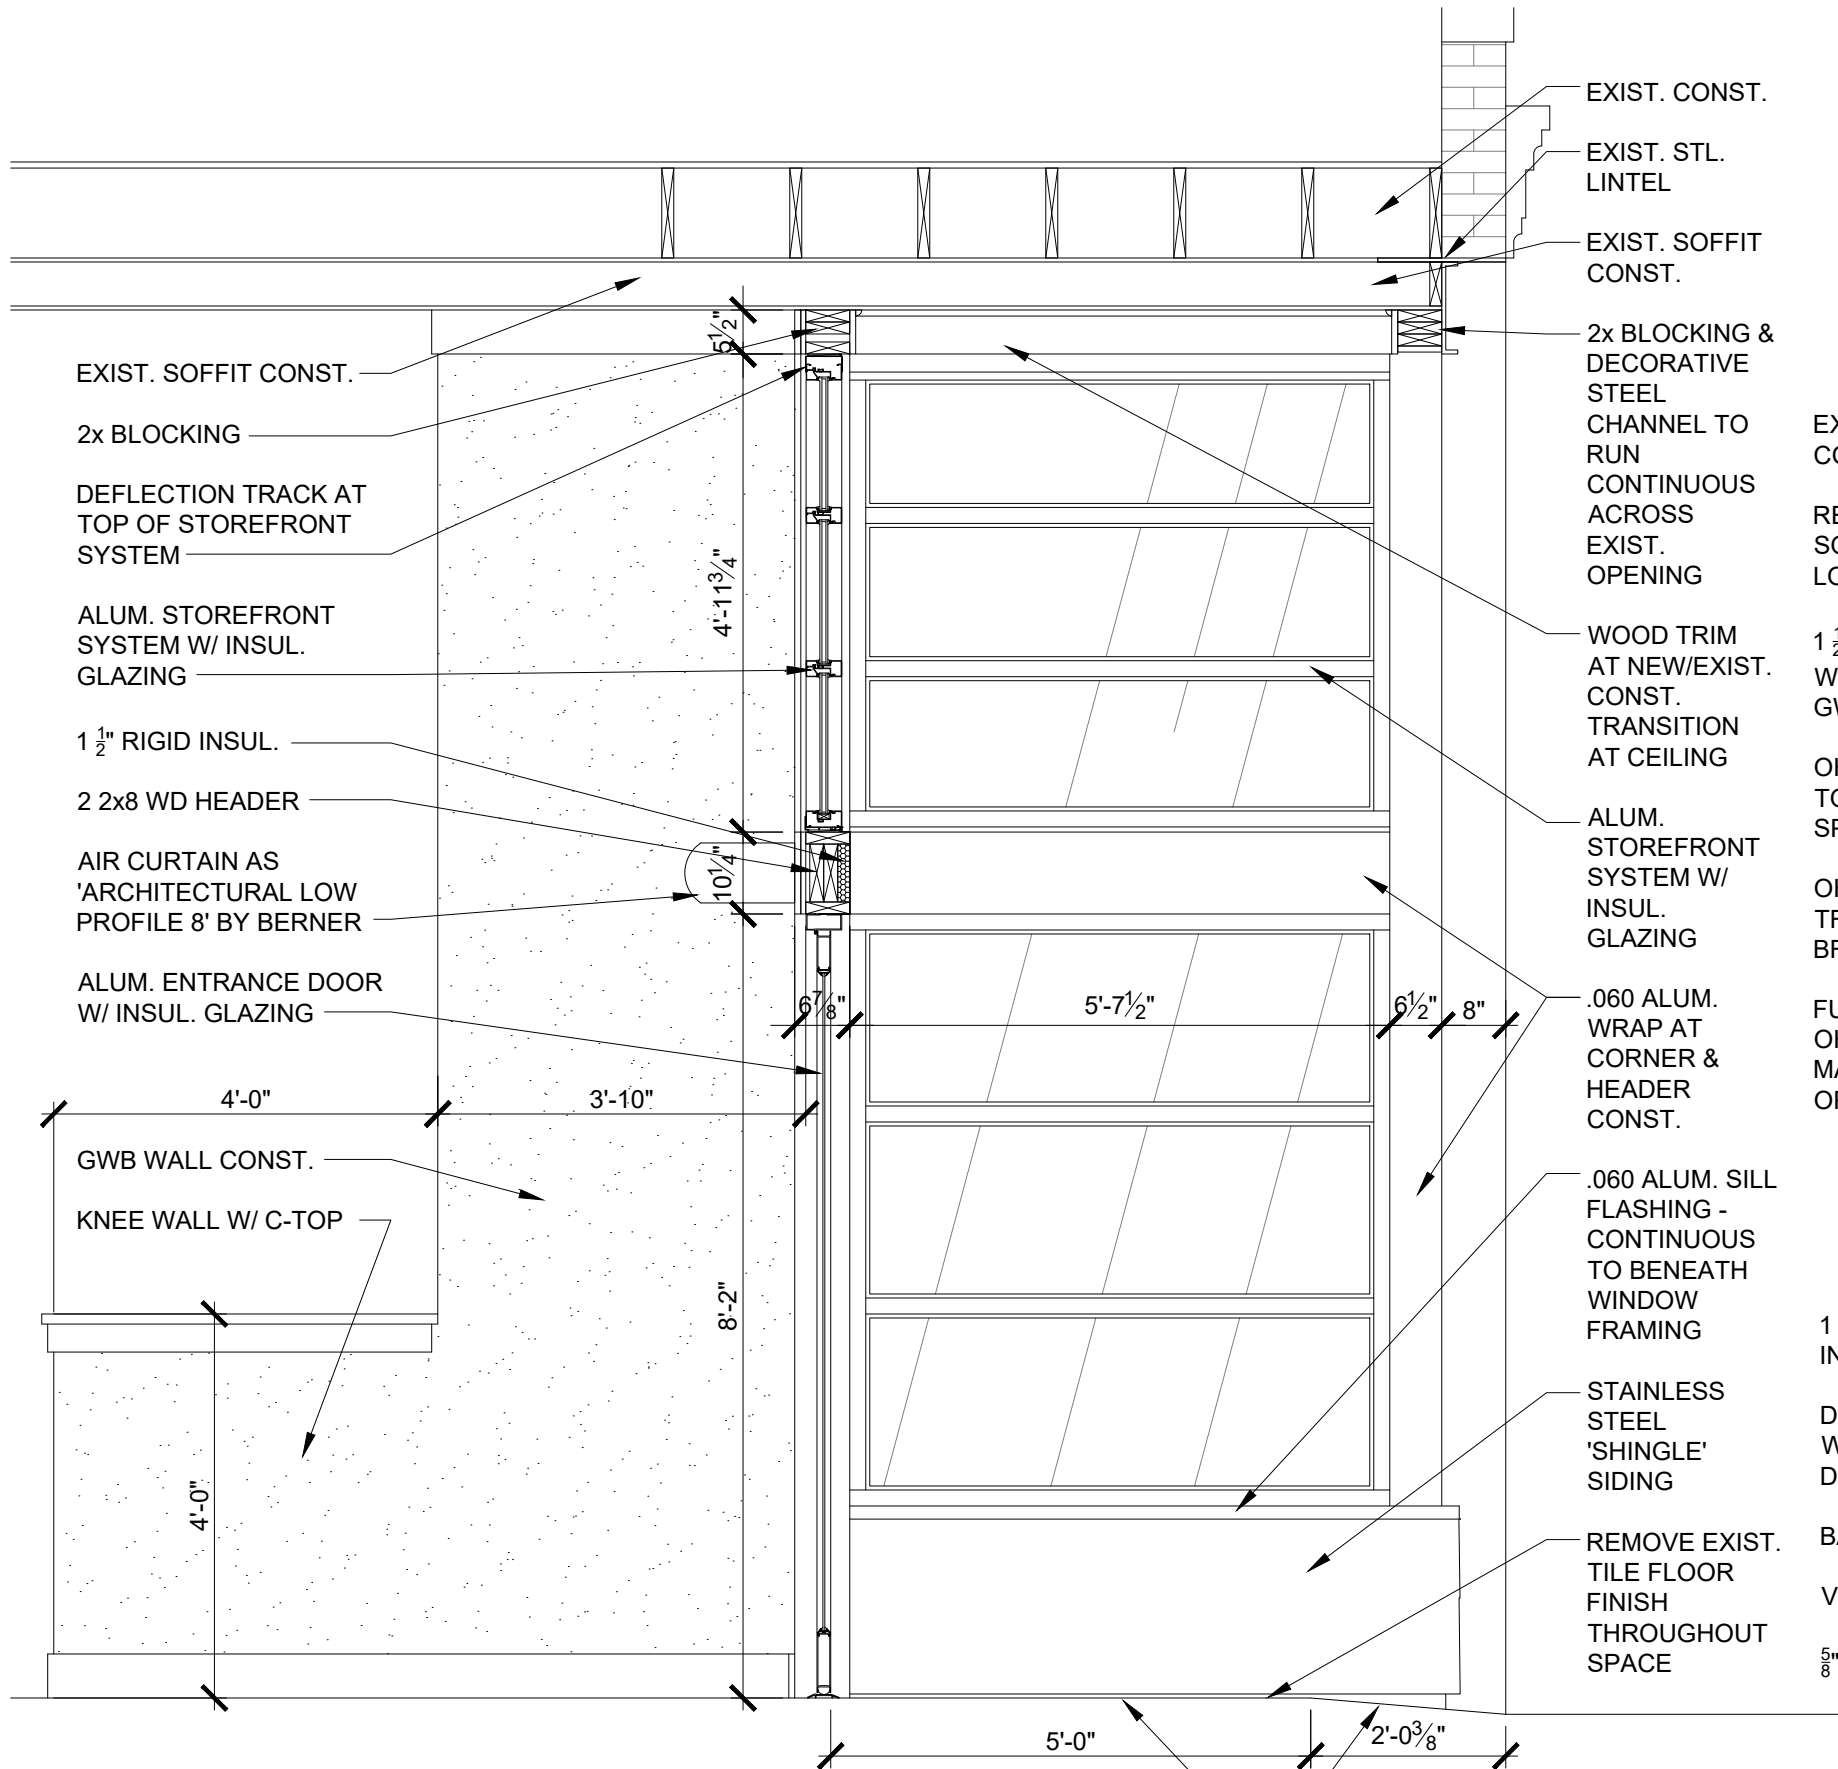 EXIST. SOFFIT CONST.
2x BLOCKING
DEFLECTION TRACK AT
TOP OF STOREFRONT
SYSTEM
ALUM. STOREFRONT
SYSTEM W/ INSUL.
GLAZING
1 1/2" RIGID INSUL.
2 2x8 WD HEADER
AIR CURTAIN AS
'ARCHITECTURAL LOW
PROFILE 8' BY BERNER
ALUM. ENTRANCE DOOR
W/ INSUL. GLAZING
4'-0"
3'-10"
GWB WALL CONST.
KNEE WALL W/ C-TOP
4'-0"
5 1/2"
4'-11 3/4"
10 1/4"
8'-2"
6 7/8"
5'-7 1/2"
6 1/2"
8"
5'-0"
2'-0 3/8"
EXIST. CONST.
EXIST. STL.
LINTEL
EXIST. SOFFIT
CONST.
2x BLOCKING &
DECORATIVE
STEEL
CHANNEL TO
RUN
CONTINUOUS
ACROSS
EXIST.
OPENING
WOOD TRIM
AT NEW/EXIST.
CONST.
TRANSITION
AT CEILING
ALUM.
STOREFRONT
SYSTEM W/
INSUL.
GLAZING
.060 ALUM.
WRAP AT
CORNER &
HEADER
CONST.
.060 ALUM. SILL
FLASHING -
CONTINUOUS
TO BENEATH
WINDOW
FRAMING
STAINLESS
STEEL
'SHINGLE'
SIDING
REMOVE EXIST.
TILE FLOOR
FINISH
THROUGHOUT
SPACE